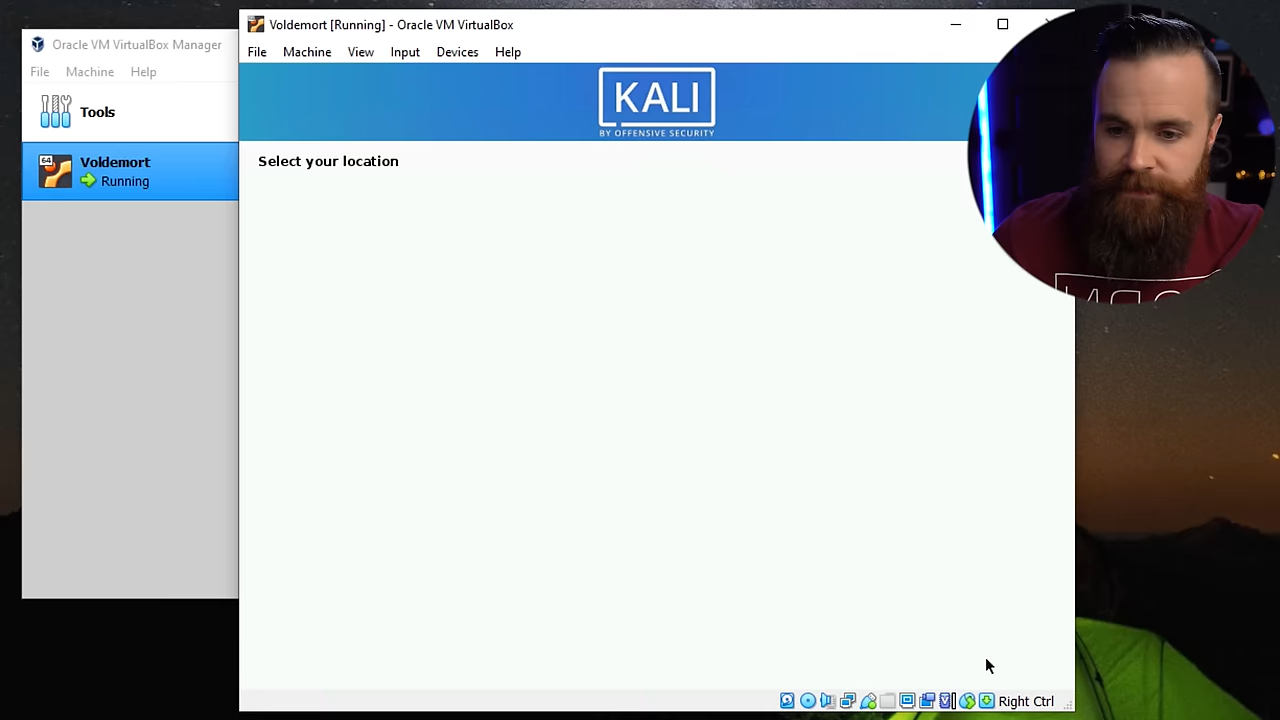 Oracle VM VirtualBox Manager
File Machine Help
Tools
64
Voldemort
Running
Voldemort [Running] - Oracle VM VirtualBox
File Machine View Input Devices Help
KALI
BY OFFENSIVE SECURITY
Select your location
Right Ctrl